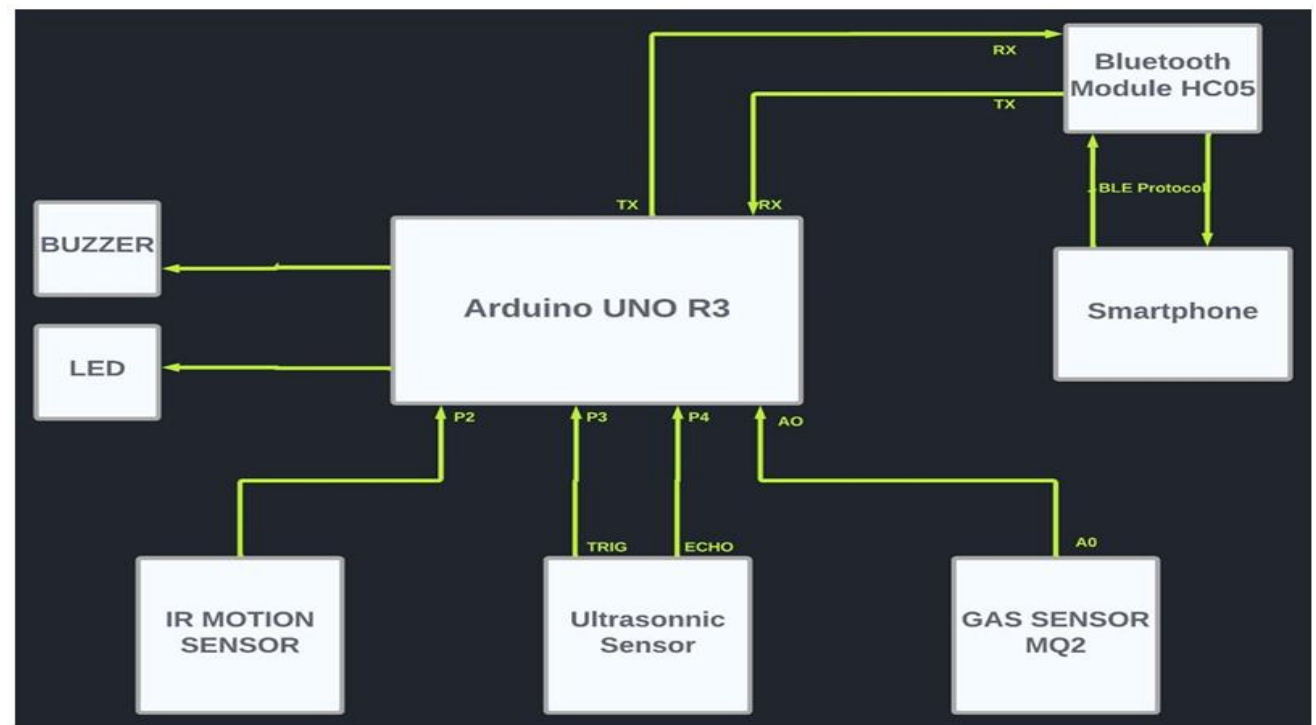 RX
Bluetooth
Module HC05
TX
BLE Protocol
TX
RX
BUZZER
Arduino UNO R3
Smartphone
LED
P2
P3
P4
AO
TRIG
ECHO
A0
IR MOTION
SENSOR
Ultrasonnic
Sensor
GAS SENSOR
MQ2